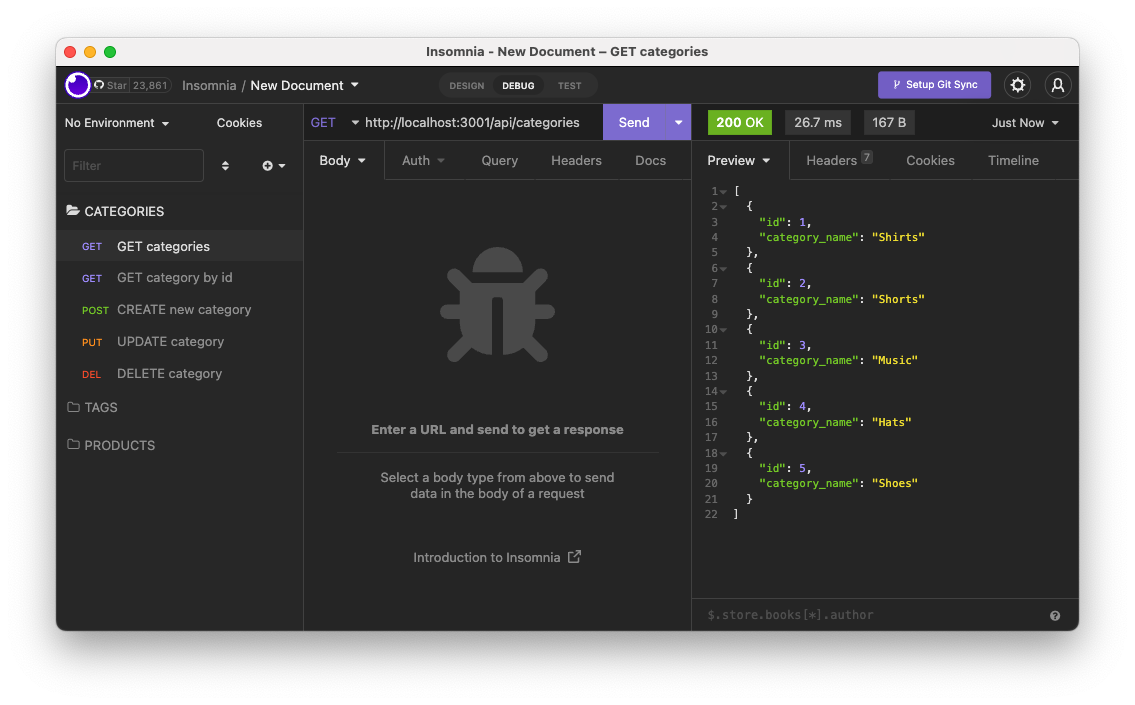 Insomnia - New Document – GET categories
Star 23,861 Insomnia / New Document DESIGN DEBUG TEST Setup Git Sync
No Environment Cookies
Filter
CATEGORIES
GET GET categories
GET GET category by id
POST CREATE new category
PUT UPDATE category
DEL DELETE category
TAGS
PRODUCTS
GET http://localhost:3001/api/categories Send
Body Auth Query Headers Docs
Enter a URL and send to get a response
Select a body type from above to send
data in the body of a request
Introduction to Insomnia
200 OK 26.7 ms 167 B Just Now
Preview Headers 7 Cookies Timeline
1 [
2 {
3 "id": 1,
4 "category_name": "Shirts"
5 },
6 {
7 "id": 2,
8 "category_name": "Shorts"
9 },
10 {
11 "id": 3,
12 "category_name": "Music"
13 },
14 {
15 "id": 4,
16 "category_name": "Hats"
17 },
18 {
19 "id": 5,
20 "category_name": "Shoes"
21 }
22 ]
$.store.books[*].author ?